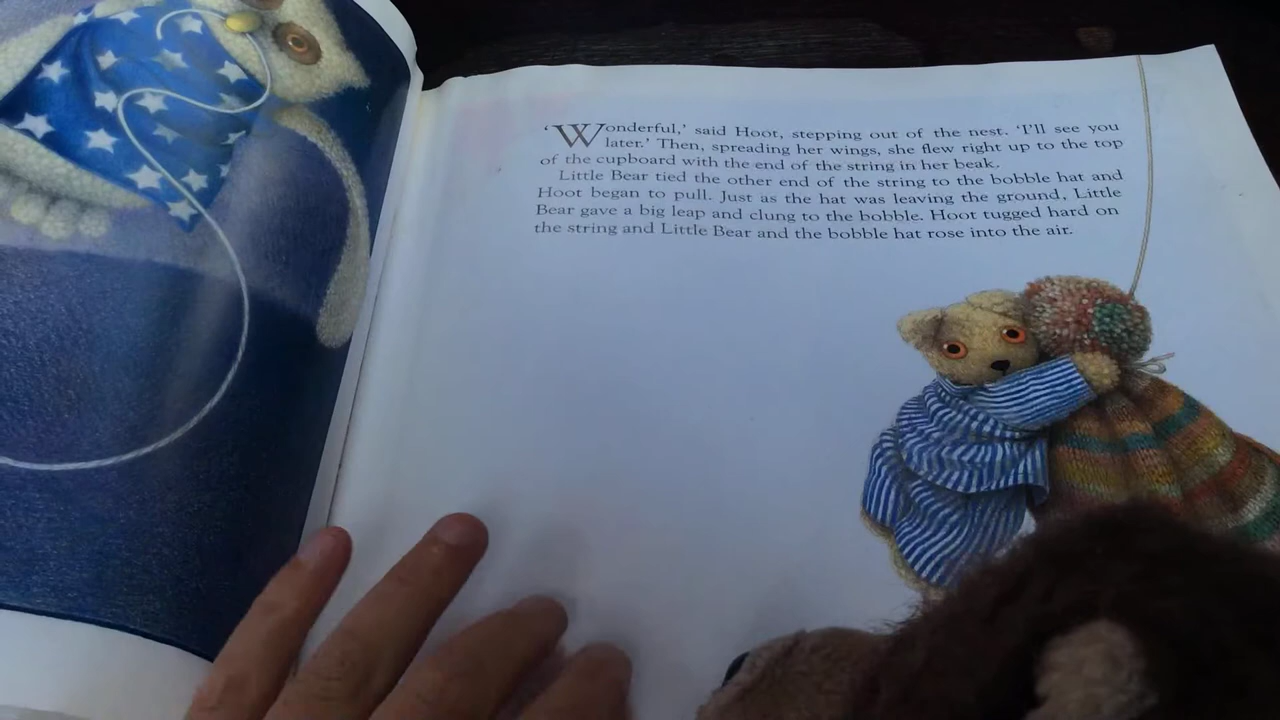 ‘Wonderful,’ said Hoot, stepping out of the nest. ‘I’ll see you
later.’ Then, spreading her wings, she flew right up to the top
of the cupboard with the end of the string in her beak.
Little Bear tied the other end of the string to the bobble hat and
Hoot began to pull. Just as the hat was leaving the ground, Little
Bear gave a big leap and clung to the bobble. Hoot tugged hard on
the string and Little Bear and the bobble hat rose into the air.